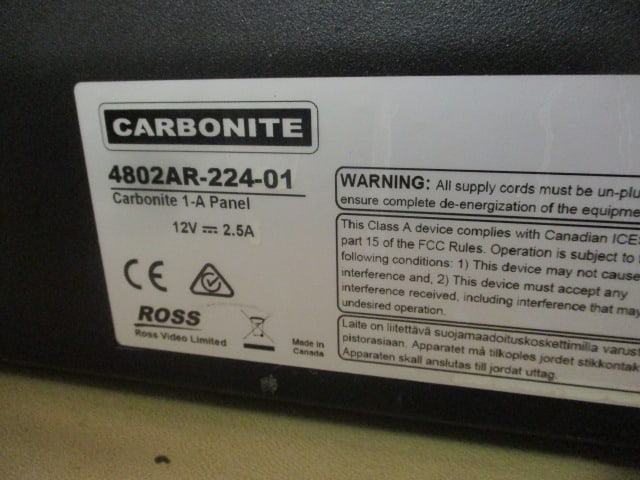 CARBONITE
4802AR-224-01
Carbonite 1-A Panel
12V ⎓ 2.5A
CE
ROSS
Ross Video Limited
Made in
Canada
WARNING: All supply cords must be un-plu
ensure complete de-energization of the equipme
This Class A device complies with Canadian ICES
part 15 of the FCC Rules. Operation is subject to
following conditions: 1) This device may not cause
interference and, 2) This device must accept any
interference received, including interference that may
undesired operation.
Laite on liitettävä suojamaadoituskoskettimilla varust
pistorasiaan. Apparatet må tilkoples jordet stikkontak
Apparaten skall anslutas till jordat uttag.